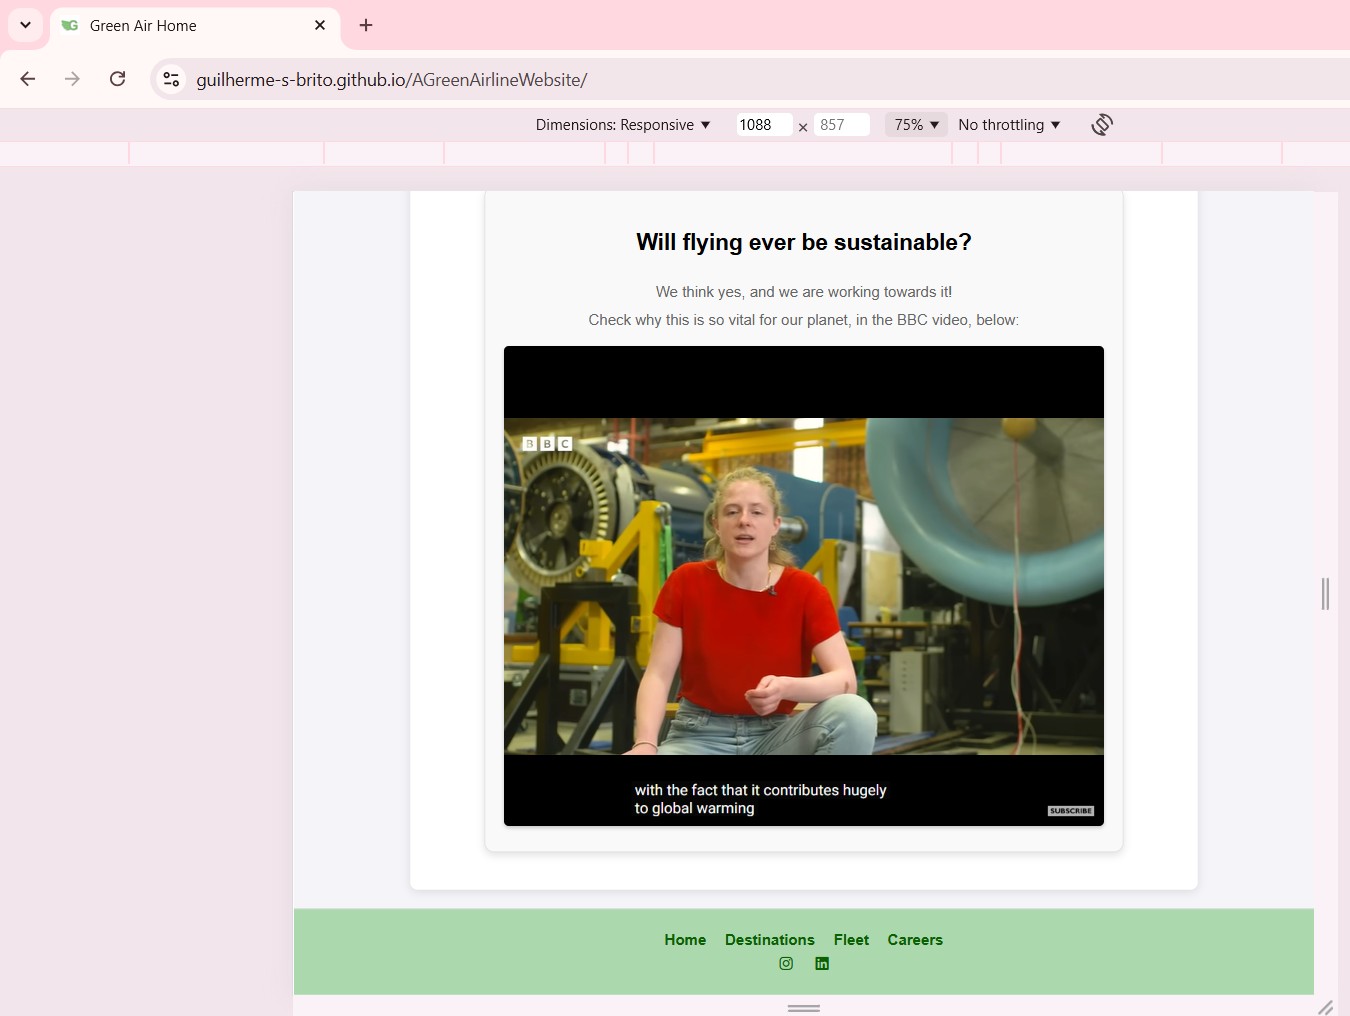 Green Air Home
guilherme-s-brito.github.io/AGreenAirlineWebsite/
Dimensions: Responsive 1088 × 857 75% No throttling
Will flying ever be sustainable?
We think yes, and we are working towards it!
Check why this is so vital for our planet, in the BBC video, below:
BBC
with the fact that it contributes hugely
to global warming
SUBSCRIBE
Home Destinations Fleet Careers